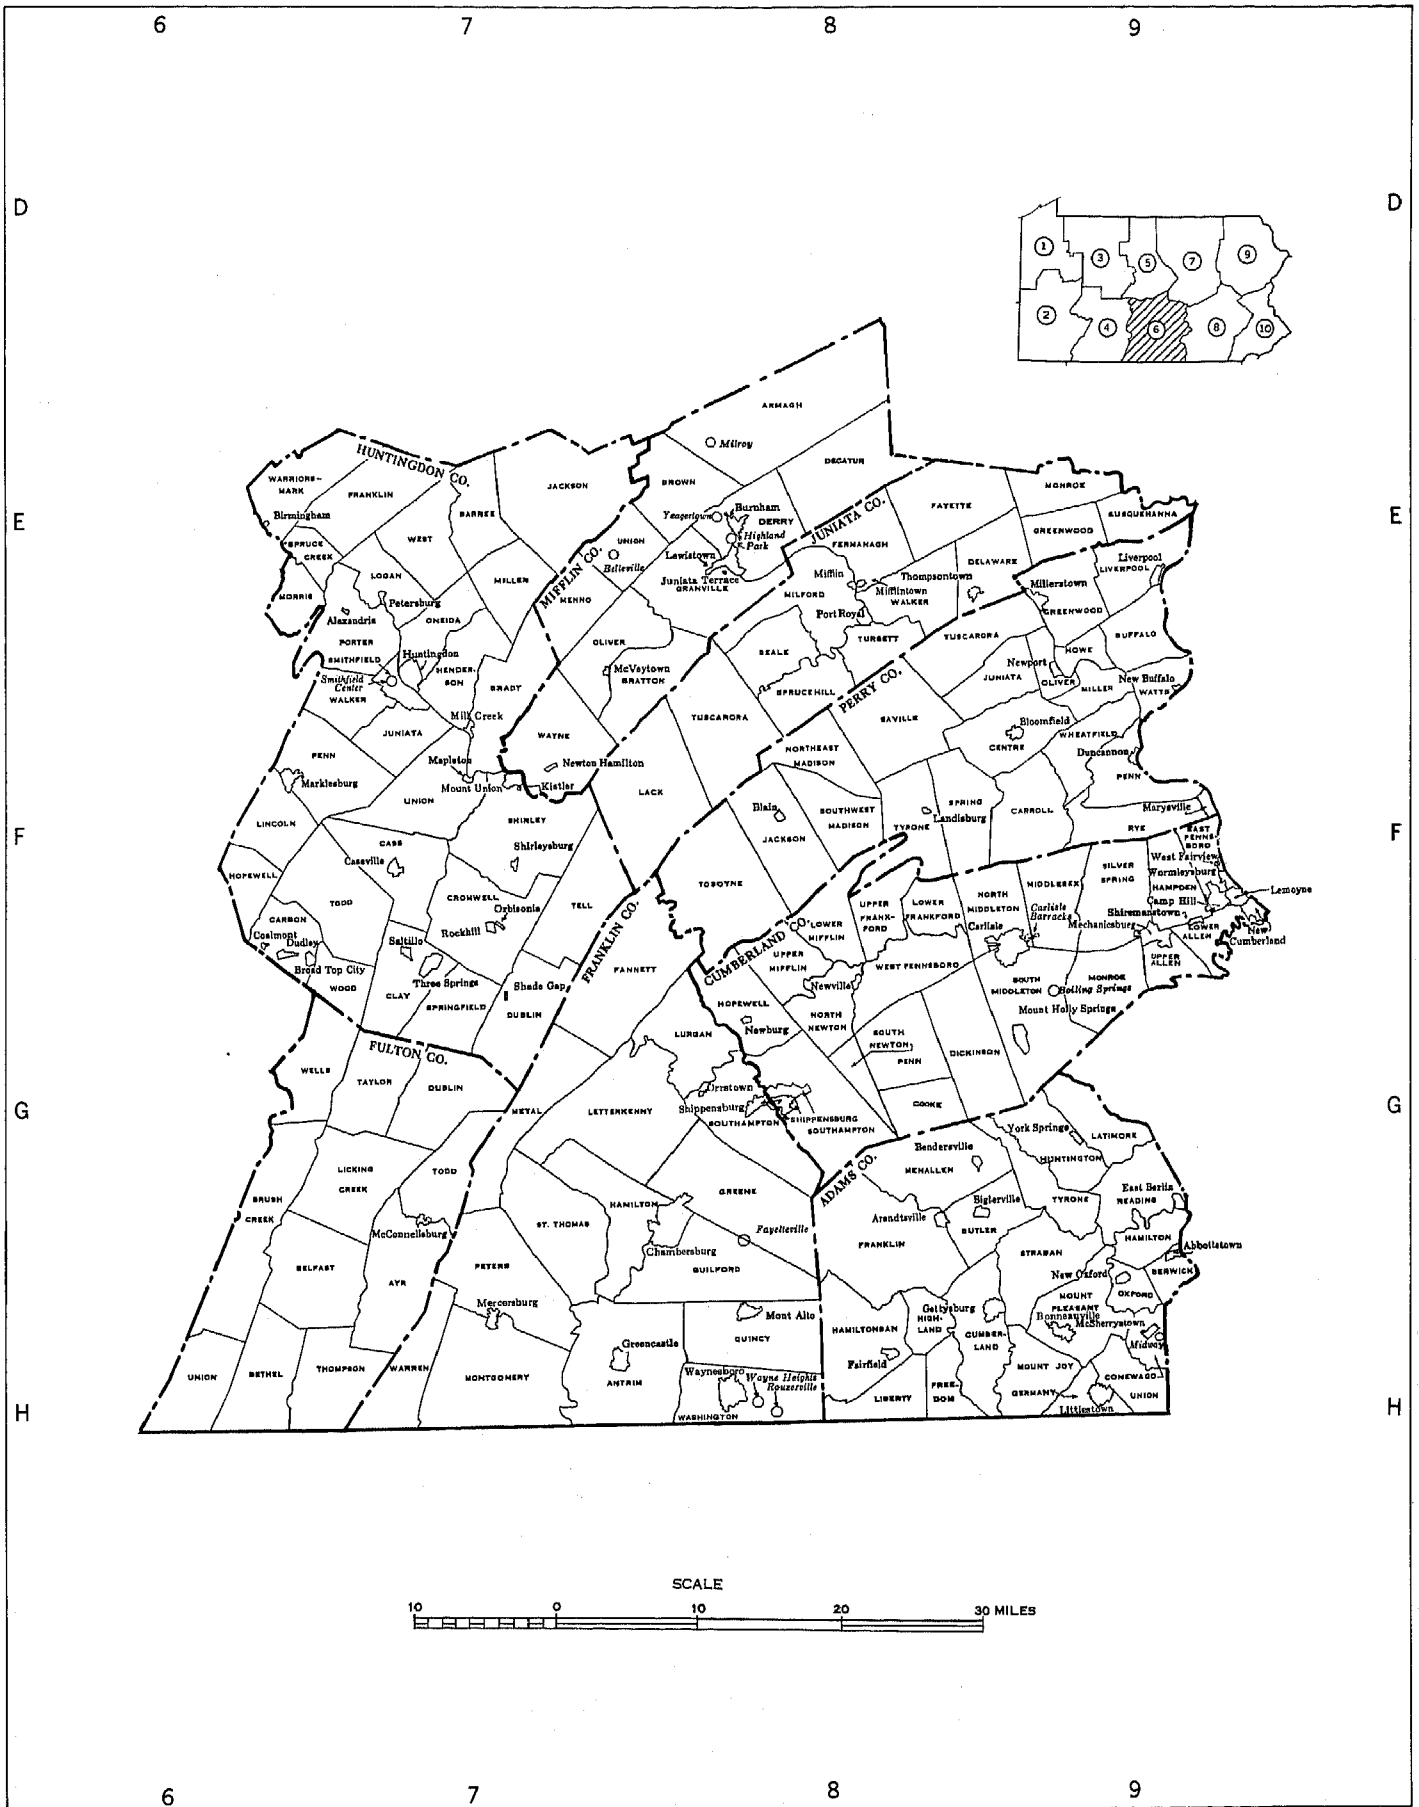 6 7 8 9
D D
1 3 5 7 9
2 4 6 8 10
ARMAGH
Milroy
HUNTINGDON CO.
DECATUR
WARRIORS-
MARK
FRANKLIN
JACKSON
BROWN
MONROE
BARREE
FAYETTE
JUNIATA CO.
SUSQUEHANNA
E E
Birmingham
Yeagertown
Burnham
DERRY
Highland
Park
GREENWOOD
WEST
UNION
Belleville
MIFFLIN CO.
FERMANAGH
SPRUCE
CREEK
Lewistown
DELAWARE
Liverpool
LIVERPOOL
LOGAN
MILLER
Juniata Terrace
GRANVILLE
Mifflin
Thompsontown
Millerstown
MORRIS
MENNO
MILFORD
Mifflintown
WALKER
Petersburg
Alexandria
ONEIDA
Port Royal
GREENWOOD
PORTER
OLIVER
TURBETT
TUSCARORA
BUFFALO
SMITHFIELD
Huntingdon
BEALE
HOWE
Smithfield
Center
WALKER
HENDER-
SON
McVeytown
BRATTON
Newport
JUNIATA
OLIVER
MILLER
New Buffalo
WATTS
BRADY
SPRUCE HILL
PERRY CO.
Mill Creek
TUSCARORA
SAVILLE
Bloomfield
JUNIATA
WAYNE
CENTRE
WHEATFIELD
PENN
NORTHEAST
MADISON
Duncannon
Mapleton
Newton Hamilton
PENN
Marklesburg
Mount Union
Kistler
LACK
UNION
Blain
SOUTHWEST
MADISON
SPRING
Landisburg
CARROLL
Marysville
LINCOLN
SHIRLEY
JACKSON
TYRONE
RYE
F F
CASS
Shirleysburg
EAST
PENNS-
BORO
Cassville
West Fairview
HOPEWELL
MIDDLESEX
SILVER
SPRING
Wormleysburg
HAMPDEN
Lemoyne
TODD
CROMWELL
TELL
TOBOYNE
UPPER
FRANK-
FORD
LOWER
FRANKFORD
NORTH
MIDDLETON
Carlisle
Barracks
Camp Hill
Orbisonia
Shiremanstown
CARBON
FRANKLIN CO.
LOWER
MIFFLIN
Carlisle
Mechanicsburg
LOWER
ALLEN
New
Cumberland
Coalmont
Dudley
Saltillo
Rockhill
CUMBERLAND CO.
UPPER
MIFFLIN
WEST PENNSBORO
UPPER
ALLEN
Broad Top City
FANNETT
WOOD
CLAY
Three Springs
Shade Gap
Newville
SOUTH
MIDDLETON
MONROE
Boiling Springs
SPRINGFIELD
DUBLIN
HOPEWELL
NORTH
NEWTON
Mount Holly Springs
Newburg
LURGAN
SOUTH
NEWTON
FULTON CO.
PENN
DICKINSON
WELLS
TAYLOR
DUBLIN
Orrstown
COOKE
G G
METAL
LETTERKENNY
Shippensburg
SHIPPENSBURG
SOUTHAMPTON
SOUTHAMPTON
York Springs
LATIMORE
Bendersville
ADAMS CO.
MENALLEN
HUNTINGTON
LICKING
CREEK
TODD
GREENE
East Berlin
READING
BRUSH
CREEK
HAMILTON
Biglerville
TYRONE
Arendtsville
BUTLER
McConnellsburg
ST. THOMAS
Fayetteville
FRANKLIN
HAMILTON
Abbottstown
Chambersburg
STRABAN
BELFAST
PETERS
GUILFORD
New Oxford
BERWICK
AYR
MOUNT
PLEASANT
OXFORD
Mercersburg
Mont Alto
Gettysburg
HIGH-
LAND
Bonneauville
McSherrystown
HAMILTONBAN
QUINCY
CUMBER-
LAND
Midway
Greencastle
Fairfield
UNION
BETHEL
THOMPSON
WARREN
MONTGOMERY
ANTRIM
Waynesboro
Wayne Heights
Rouzerville
MOUNT JOY
CONEWAGO
FREE-
DOM
GERMANY
UNION
LIBERTY
Littlestown
WASHINGTON
H H
SCALE
10 0 10 20 30 MILES
6 7 8 9